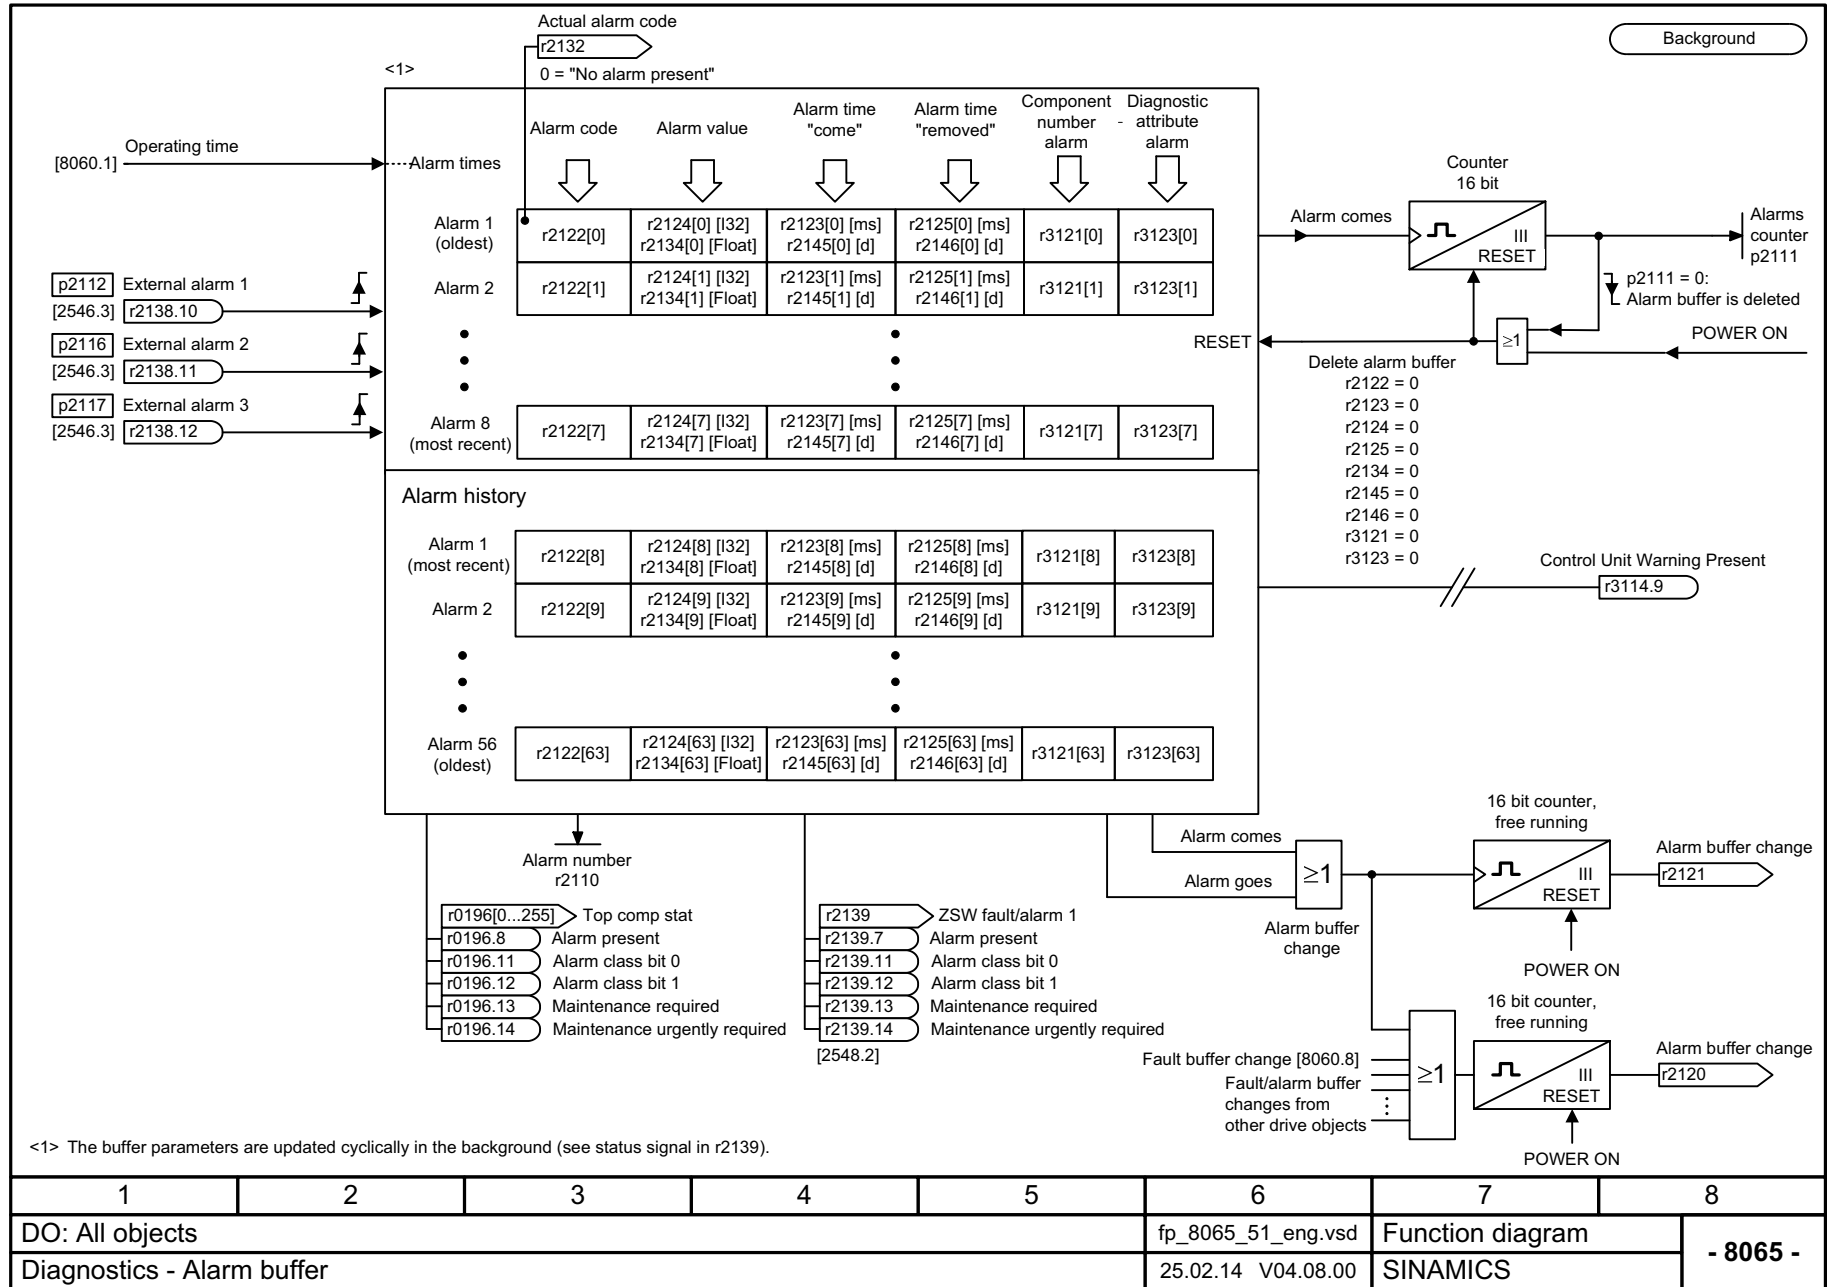 Actual alarm code
r2132
0 = "No alarm present"
Background
<1>
Operating time
[8060.1]
Alarm times
Alarm code
Alarm value
Alarm time
"come"
Alarm time
"removed"
Component
number
alarm
-
Diagnostic
attribute
alarm
Alarm 1
(oldest)
r2122[0]
r2124[0] [I32]
r2134[0] [Float]
r2123[0] [ms]
r2145[0] [d]
r2125[0] [ms]
r2146[0] [d]
r3121[0]
r3123[0]
Alarm 2
r2122[1]
r2124[1] [I32]
r2134[1] [Float]
r2123[1] [ms]
r2145[1] [d]
r2125[1] [ms]
r2146[1] [d]
r3121[1]
r3123[1]
Alarm 8
(most recent)
r2122[7]
r2124[7] [I32]
r2134[7] [Float]
r2123[7] [ms]
r2145[7] [d]
r2125[7] [ms]
r2146[7] [d]
r3121[7]
r3123[7]
p2112 External alarm 1
[2546.3] r2138.10
p2116 External alarm 2
[2546.3] r2138.11
p2117 External alarm 3
[2546.3] r2138.12
RESET
Alarm comes
Counter
16 bit
III
RESET
Alarms
counter
p2111
p2111 = 0:
Alarm buffer is deleted
≥1
POWER ON
Delete alarm buffer
r2122 = 0
r2123 = 0
r2124 = 0
r2125 = 0
r2134 = 0
r2145 = 0
r2146 = 0
r3121 = 0
r3123 = 0
Control Unit Warning Present
r3114.9
Alarm history
Alarm 1
(most recent)
r2122[8]
r2124[8] [I32]
r2134[8] [Float]
r2123[8] [ms]
r2145[8] [d]
r2125[8] [ms]
r2146[8] [d]
r3121[8]
r3123[8]
Alarm 2
r2122[9]
r2124[9] [I32]
r2134[9] [Float]
r2123[9] [ms]
r2145[9] [d]
r2125[9] [ms]
r2146[9] [d]
r3121[9]
r3123[9]
Alarm 56
(oldest)
r2122[63]
r2124[63] [I32]
r2134[63] [Float]
r2123[63] [ms]
r2145[63] [d]
r2125[63] [ms]
r2146[63] [d]
r3121[63]
r3123[63]
Alarm number
r2110
r0196[0...255] Top comp stat
r0196.8 Alarm present
r0196.11 Alarm class bit 0
r0196.12 Alarm class bit 1
r0196.13 Maintenance required
r0196.14 Maintenance urgently required
r2139 ZSW fault/alarm 1
r2139.7 Alarm present
r2139.11 Alarm class bit 0
r2139.12 Alarm class bit 1
r2139.13 Maintenance required
r2139.14 Maintenance urgently required
[2548.2]
Alarm comes
Alarm goes
≥1
Alarm buffer
change
16 bit counter,
free running
III
RESET
POWER ON
Alarm buffer change
r2121
Fault buffer change [8060.8]
Fault/alarm buffer
changes from
other drive objects
≥1
16 bit counter,
free running
III
RESET
POWER ON
Alarm buffer change
r2120
<1> The buffer parameters are updated cyclically in the background (see status signal in r2139).
1 2 3 4 5 6 7 8
DO: All objects
fp_8065_51_eng.vsd
Function diagram
- 8065 -
Diagnostics - Alarm buffer
25.02.14 V04.08.00
SINAMICS